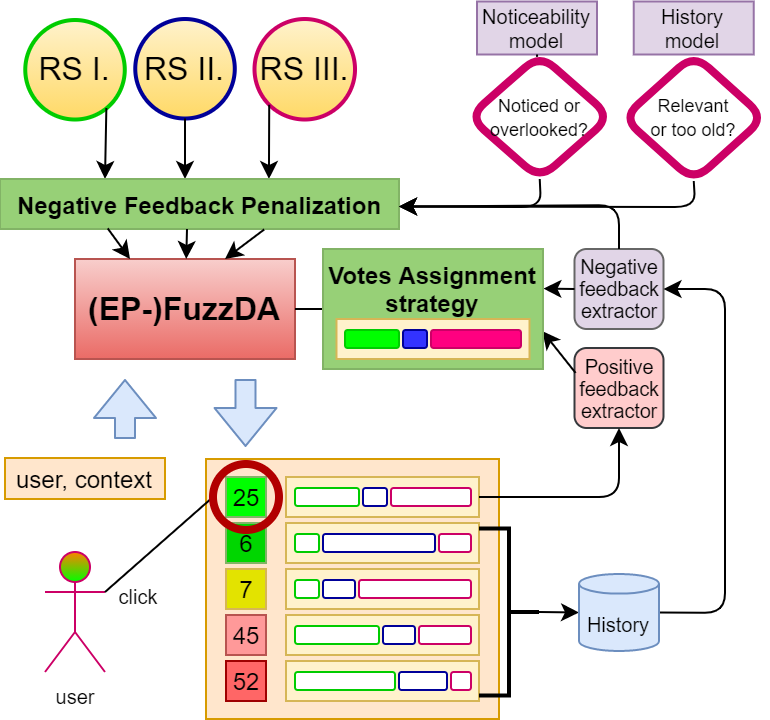 RS I.
RS II.
RS III.
Noticeability
model
History
model
Noticed or
overlooked?
Relevant
or too old?
Negative Feedback Penalization
(EP-)FuzzDA
Votes Assignment
strategy
Negative
feedback
extractor
Positive
feedback
extractor
user, context
25
6
7
45
52
click
user
History